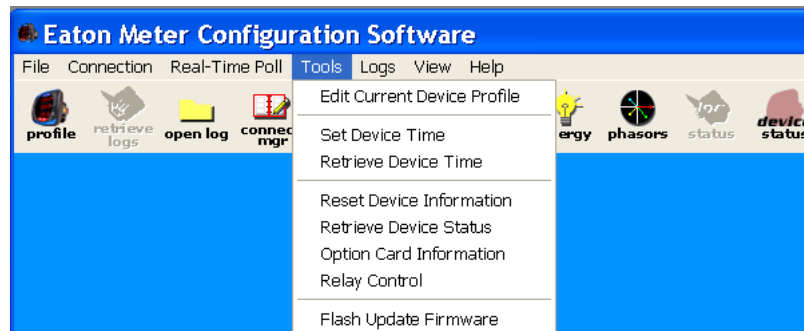 Eaton Meter Configuration Software
File Connection Real-Time Poll Tools Logs View Help
profile
retrieve logs
open log
connec
mgr
ergy
phasors
status
device
status
Edit Current Device Profile
Set Device Time
Retrieve Device Time
Reset Device Information
Retrieve Device Status
Option Card Information
Relay Control
Flash Update Firmware